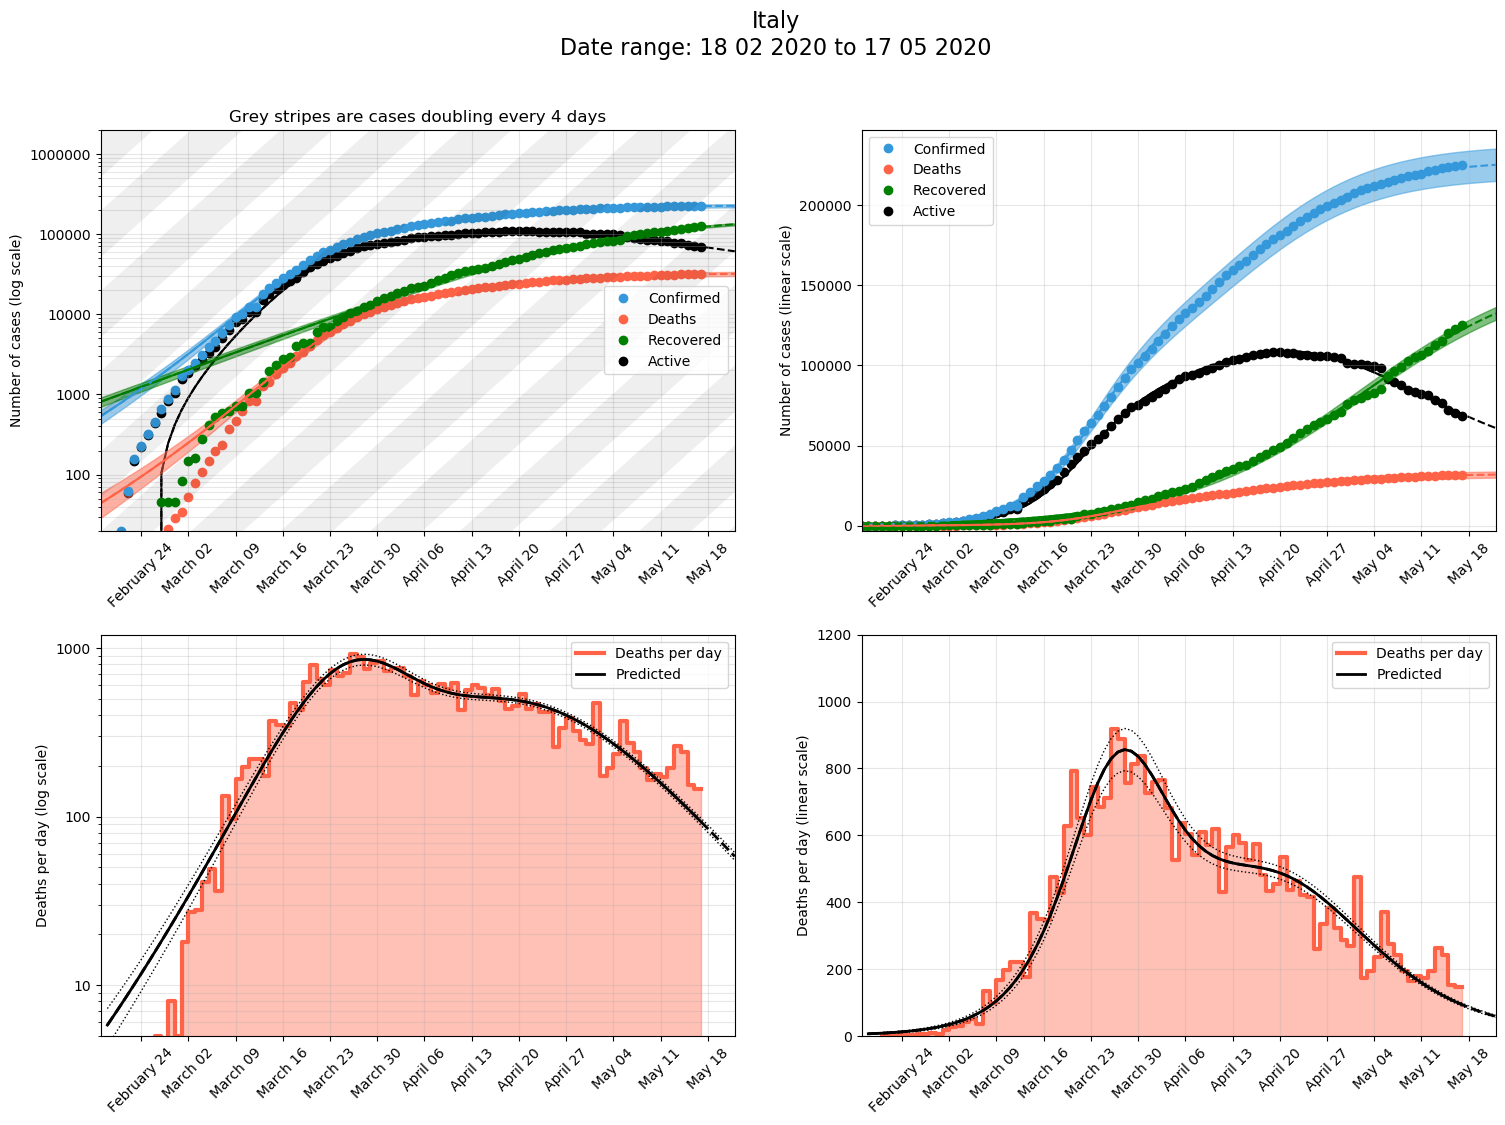 Italy
Date range: 18 02 2020 to 17 05 2020
Grey stripes are cases doubling every 4 days
Number of cases (log scale)
1000000
100000
10000
1000
100
Confirmed
Deaths
Recovered
Active
February 24
March 02
March 09
March 16
March 23
March 30
April 06
April 13
April 20
April 27
May 04
May 11
May 18
Number of cases (linear scale)
200000
150000
100000
50000
0
Confirmed
Deaths
Recovered
Active
February 24
March 02
March 09
March 16
March 23
March 30
April 06
April 13
April 20
April 27
May 04
May 11
May 18
Deaths per day (log scale)
1000
100
10
Deaths per day
Predicted
February 24
March 02
March 09
March 16
March 23
March 30
April 06
April 13
April 20
April 27
May 04
May 11
May 18
Deaths per day (linear scale)
1200
1000
800
600
400
200
0
Deaths per day
Predicted
February 24
March 02
March 09
March 16
March 23
March 30
April 06
April 13
April 20
April 27
May 04
May 11
May 18